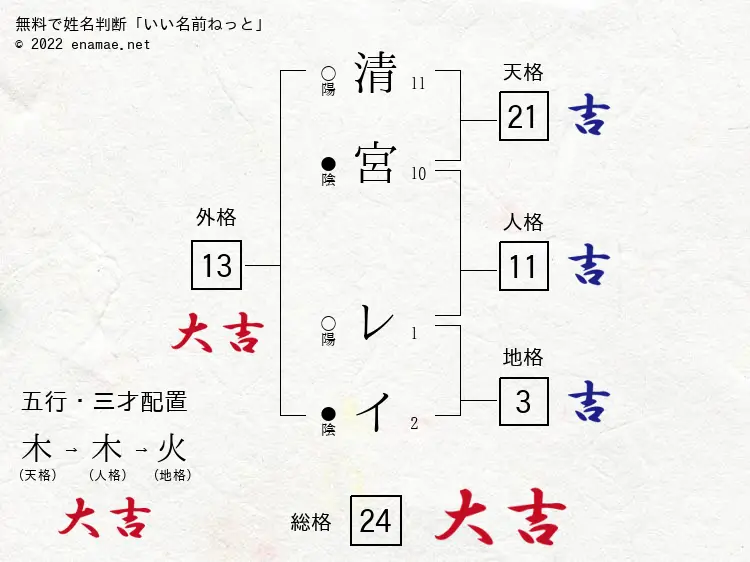 無料で姓名判断「いい名前ねっと」
© 2022 enamae.net
○陽 清 11
●陰 宮 10
○陽 レ 1
●陰 イ 2
天格
21 吉
人格
11 吉
地格
3 吉
外格
13
大吉
五行・三才配置
木 → 木 → 火
(天格) (人格) (地格)
大吉
総格 24 大吉